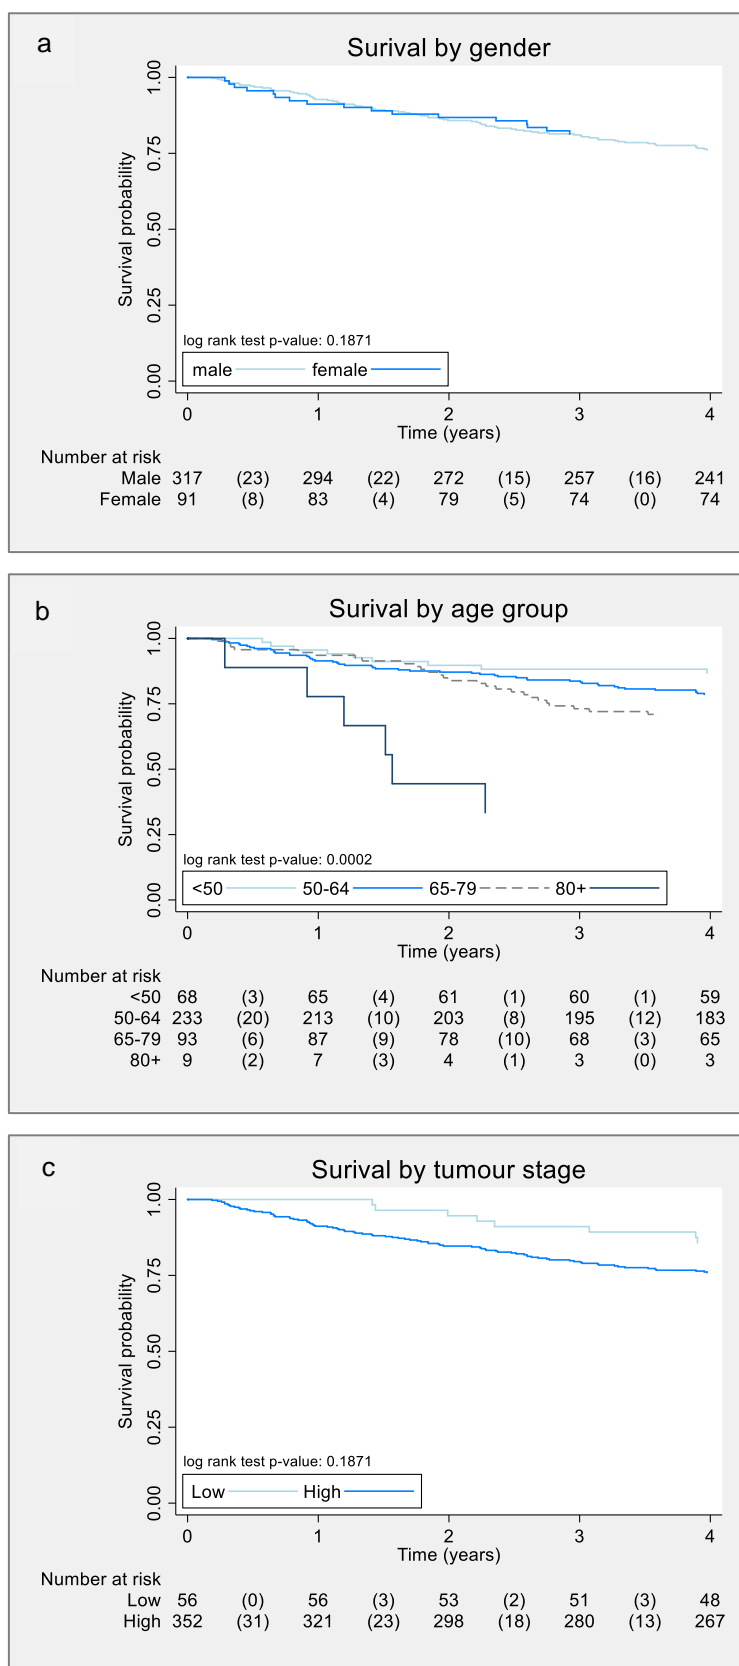 a
Surival by gender
1.00
0.75
0.50
0.25
0.00
Survival probability
log rank test p-value: 0.1871
male female
0 1 2 3 4
Time (years)
Number at risk
Male 317 (23) 294 (22) 272 (15) 257 (16) 241
Female 91 (8) 83 (4) 79 (5) 74 (0) 74
b
Surival by age group
1.00
0.75
0.50
0.25
0.00
Survival probability
log rank test p-value: 0.0002
<50 50-64 65-79 80+
0 1 2 3 4
Time (years)
Number at risk
<50 68 (3) 65 (4) 61 (1) 60 (1) 59
50-64 233 (20) 213 (10) 203 (8) 195 (12) 183
65-79 93 (6) 87 (9) 78 (10) 68 (3) 65
80+ 9 (2) 7 (3) 4 (1) 3 (0) 3
c
Surival by tumour stage
1.00
0.75
0.50
0.25
0.00
Survival probability
log rank test p-value: 0.1871
Low High
0 1 2 3 4
Time (years)
Number at risk
Low 56 (0) 56 (3) 53 (2) 51 (3) 48
High 352 (31) 321 (23) 298 (18) 280 (13) 267